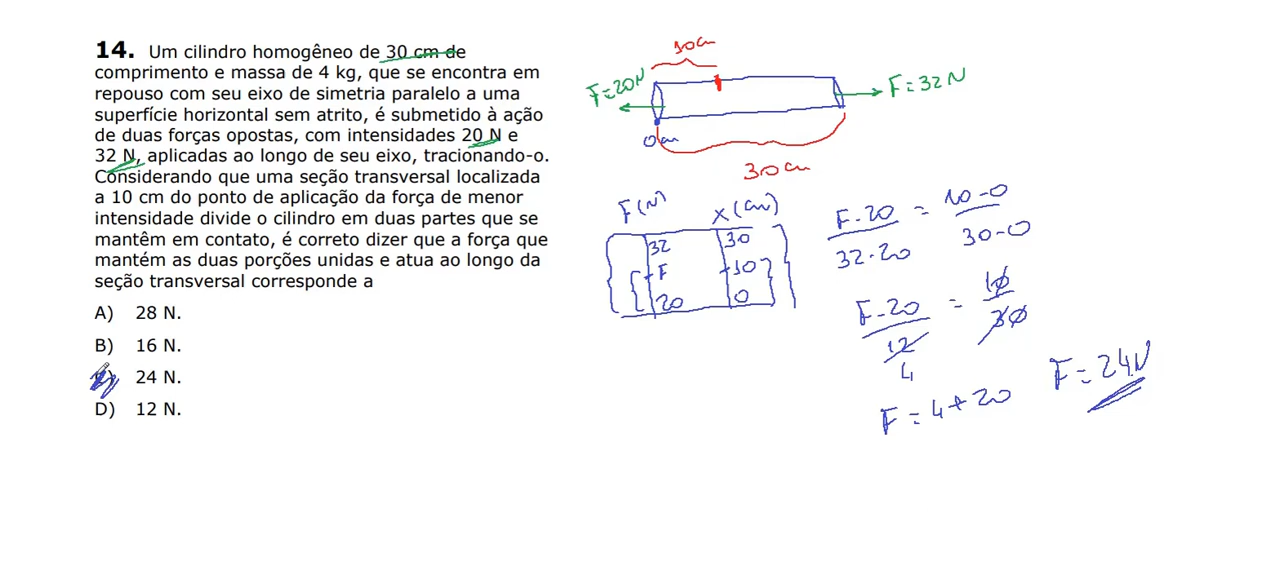 14. Um cilindro homogêneo de 30 cm de
comprimento e massa de 4 kg, que se encontra em
repouso com seu eixo de simetria paralelo a uma
superfície horizontal sem atrito, é submetido à ação
de duas forças opostas, com intensidades 20 N e
32 N, aplicadas ao longo de seu eixo, tracionando-o.
Considerando que uma seção transversal localizada
a 10 cm do ponto de aplicação da força de menor
intensidade divide o cilindro em duas partes que se
mantêm em contato, é correto dizer que a força que
mantém as duas porções unidas e atua ao longo da
seção transversal corresponde a
A) 28 N.
B) 16 N.
24 N.
D) 12 N.
10cm
F=20N
F=32N
0cm
30cm
F(N) X(cm)
32 30
F 10
20 0
F-20 = 10-0
32-20 30-0
F-20 = 10
12 30
4
F=4+20
F=24N